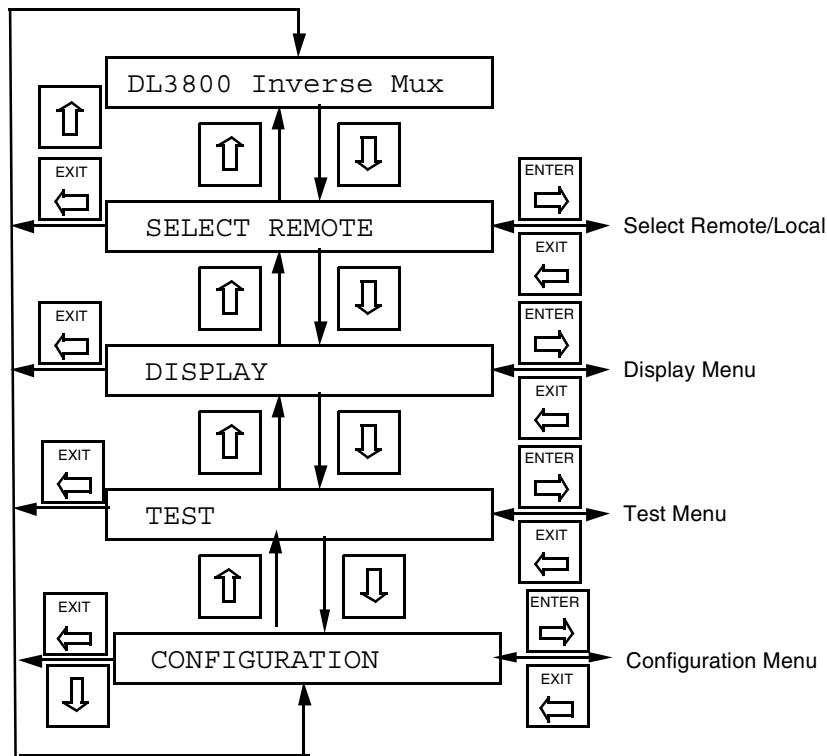 DL3800 Inverse Mux
EXIT
ENTER
SELECT REMOTE
Select Remote/Local
EXIT
EXIT
ENTER
DISPLAY
Display Menu
EXIT
EXIT
ENTER
TEST
Test Menu
EXIT
EXIT
ENTER
CONFIGURATION
Configuration Menu
EXIT